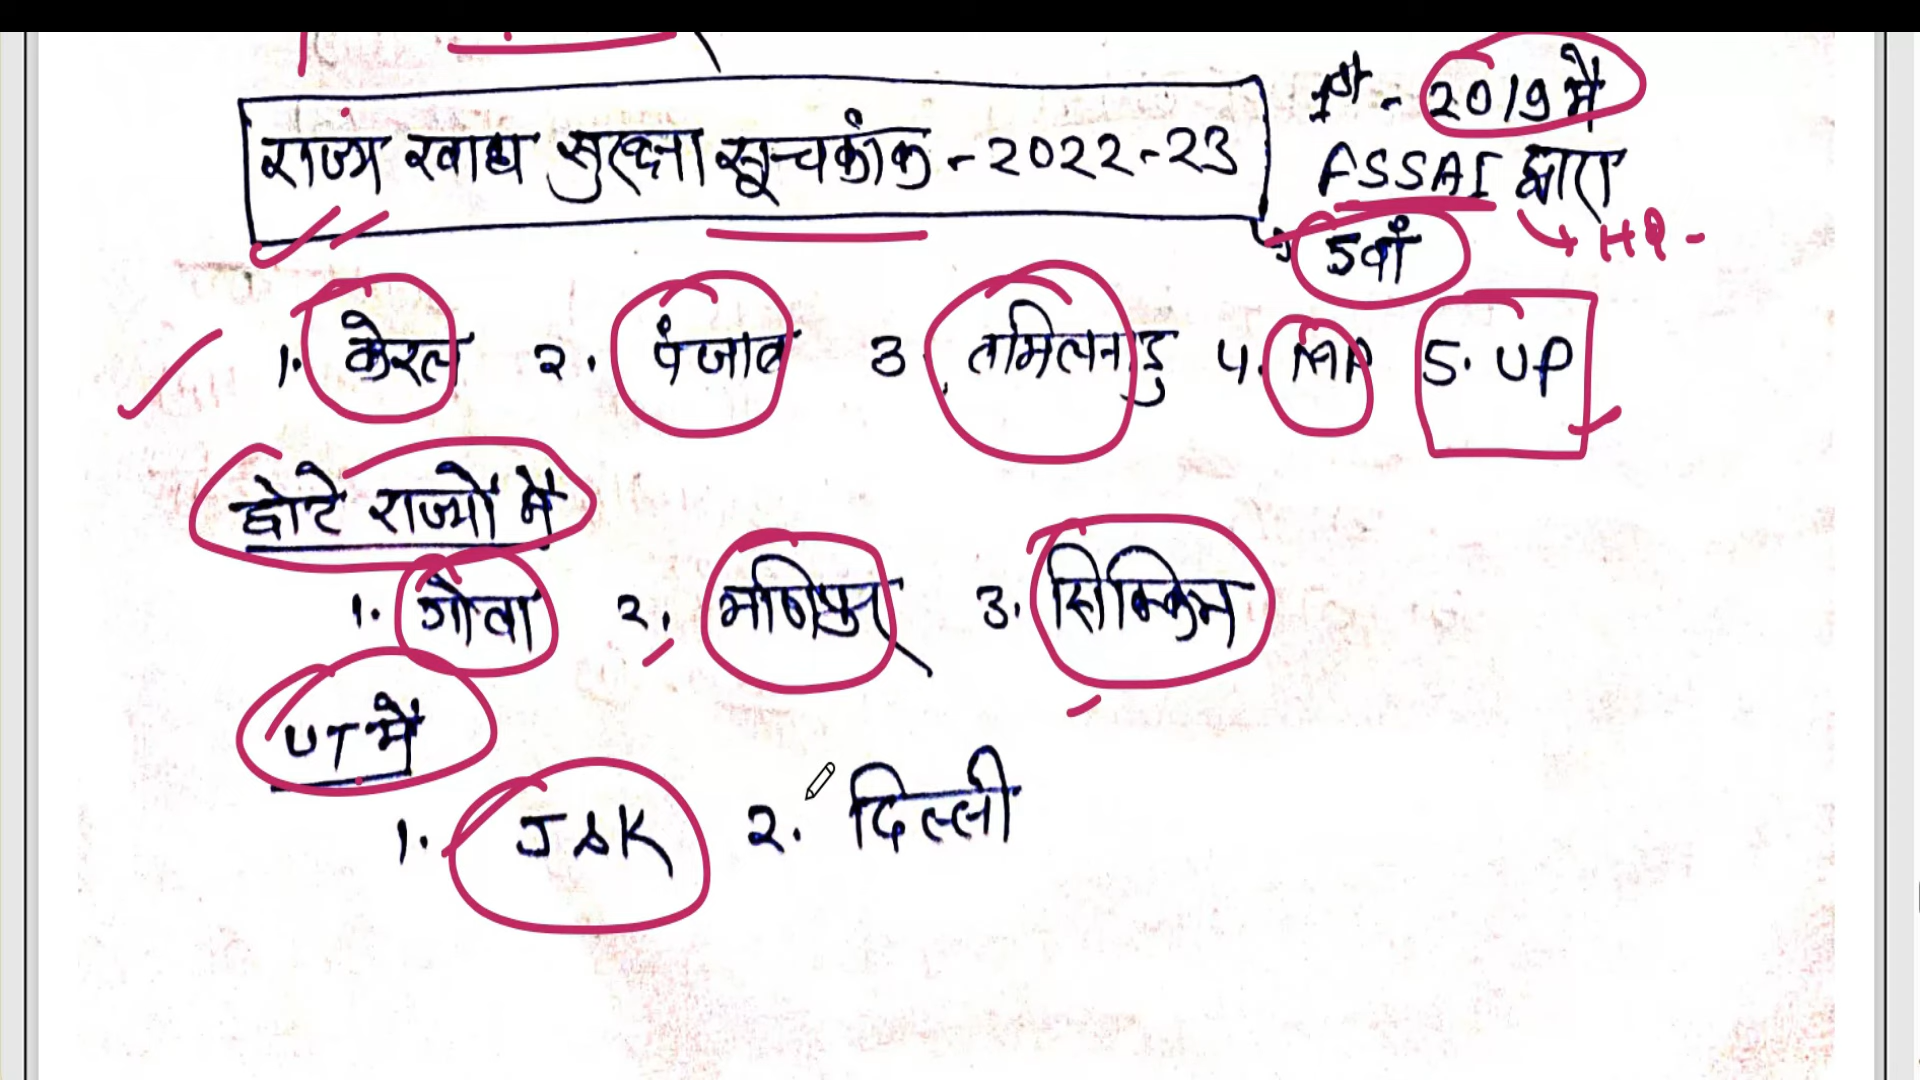 राज्य खाद्य सुरक्षा सूचकांक - 2022-23
1st - 2019 में
FSSAI द्वारा
→ HQ -
5वां
1. केरल 2. पंजाब 3. तमिलनाडु 4. MP 5. UP
छोटे राज्यों में
1. गोवा 2. मणिपुर 3. सिक्किम
UT में
1. J&K 2. दिल्ली